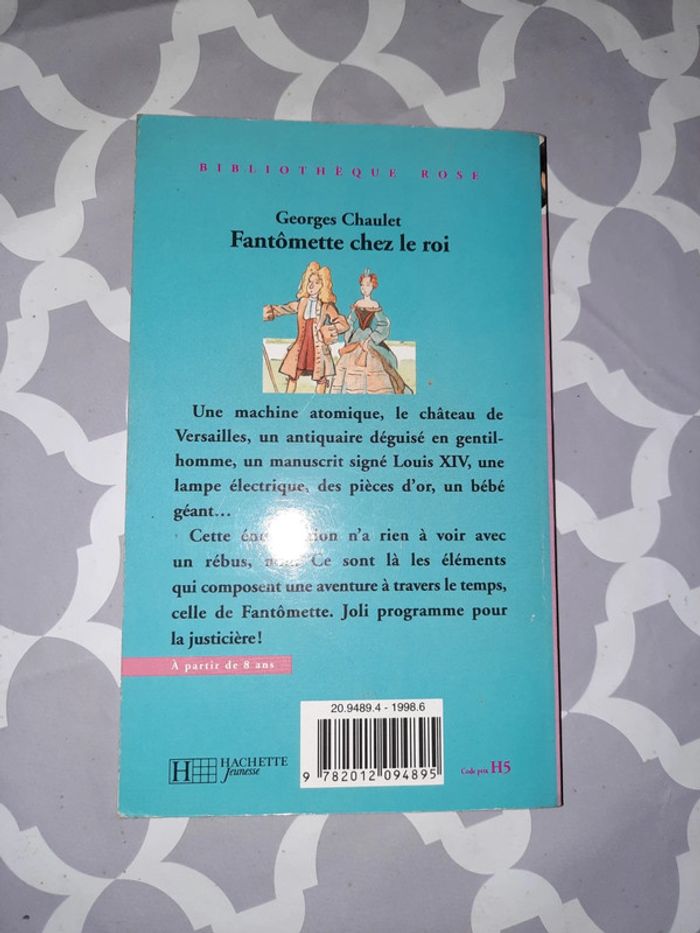 BIBLIOTHÈQUE ROSE
Georges Chaulet
Fantômette chez le roi
Une machine atomique, le château de
Versailles, un antiquaire déguisé en gentil-
homme, un manuscrit signé Louis XIV, une
lampe électrique, des pièces d'or, un bébé
géant...
Cette n'a rien à voir avec
un rébus, Ce sont là les éléments
qui composent une aventure à travers le temps,
celle de Fantômette. Joli programme pour
la justicière !
À partir de 8 ans
20.9489.4 - 1998.6
HACHETTE
Jeunesse
9 782012 094895
Code prix H5